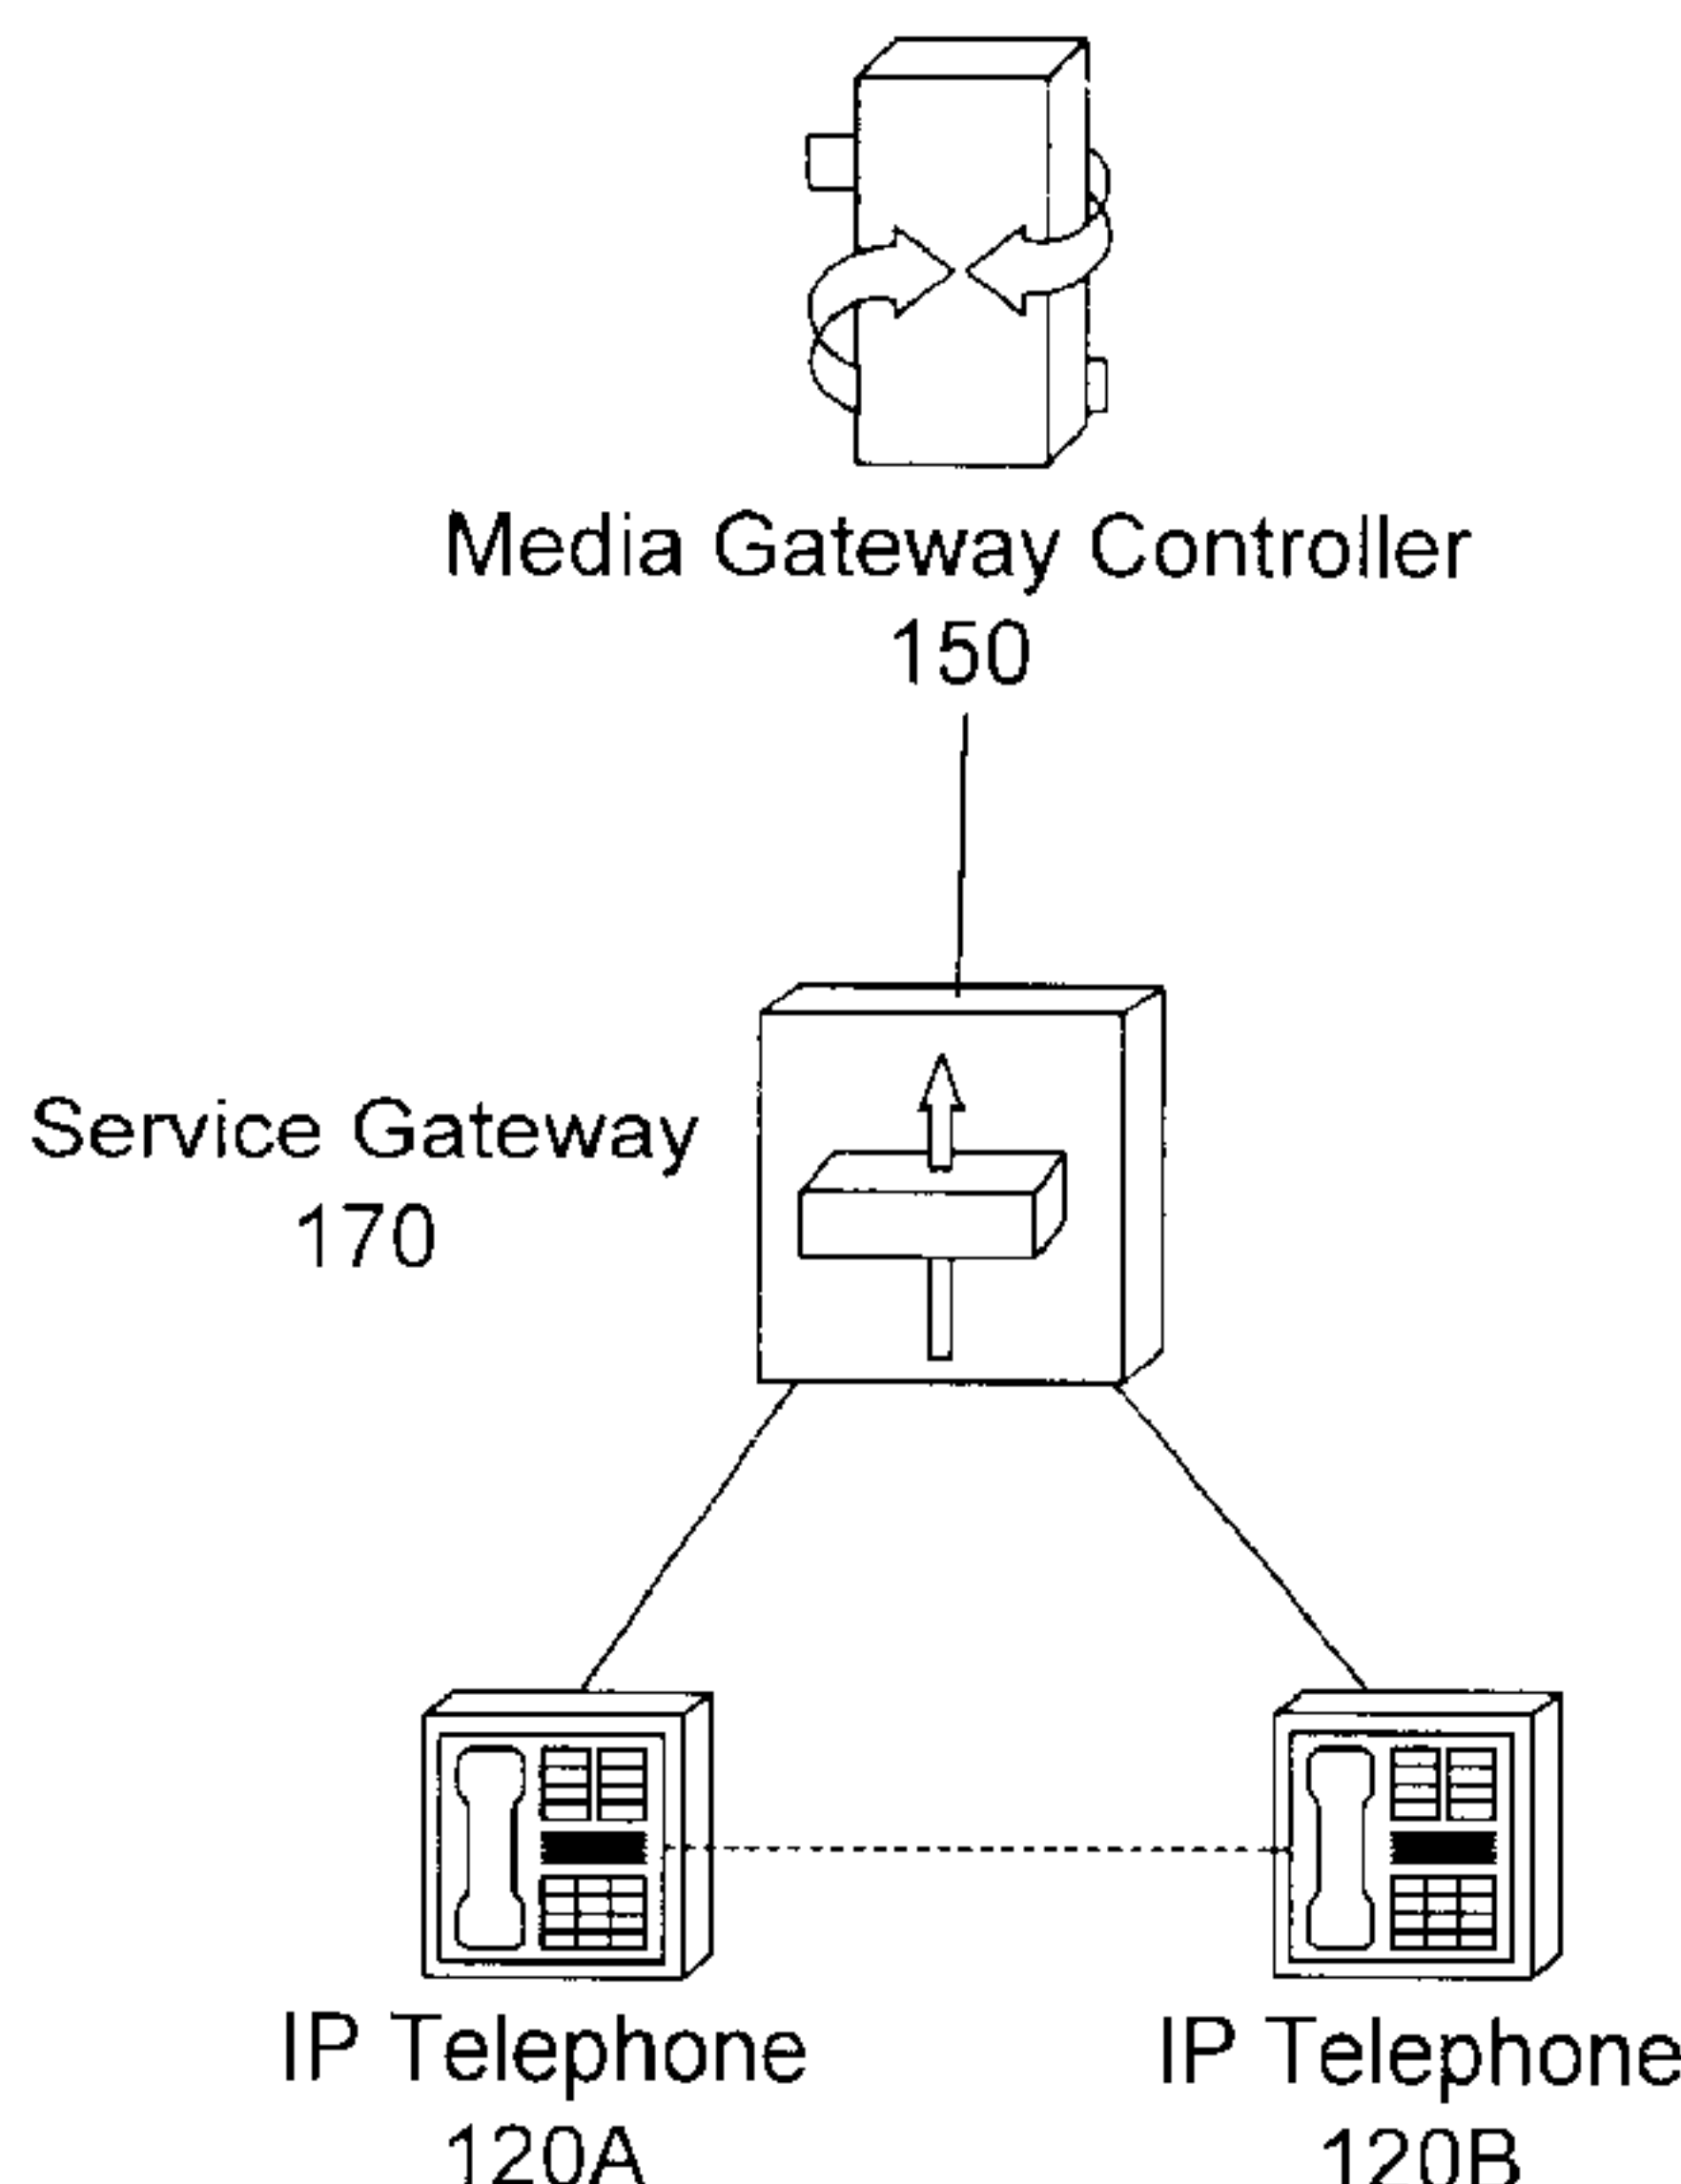 Media Gateway Controller
150
Service Gateway
170
IP Telephone
120A
IP Telephone
120B